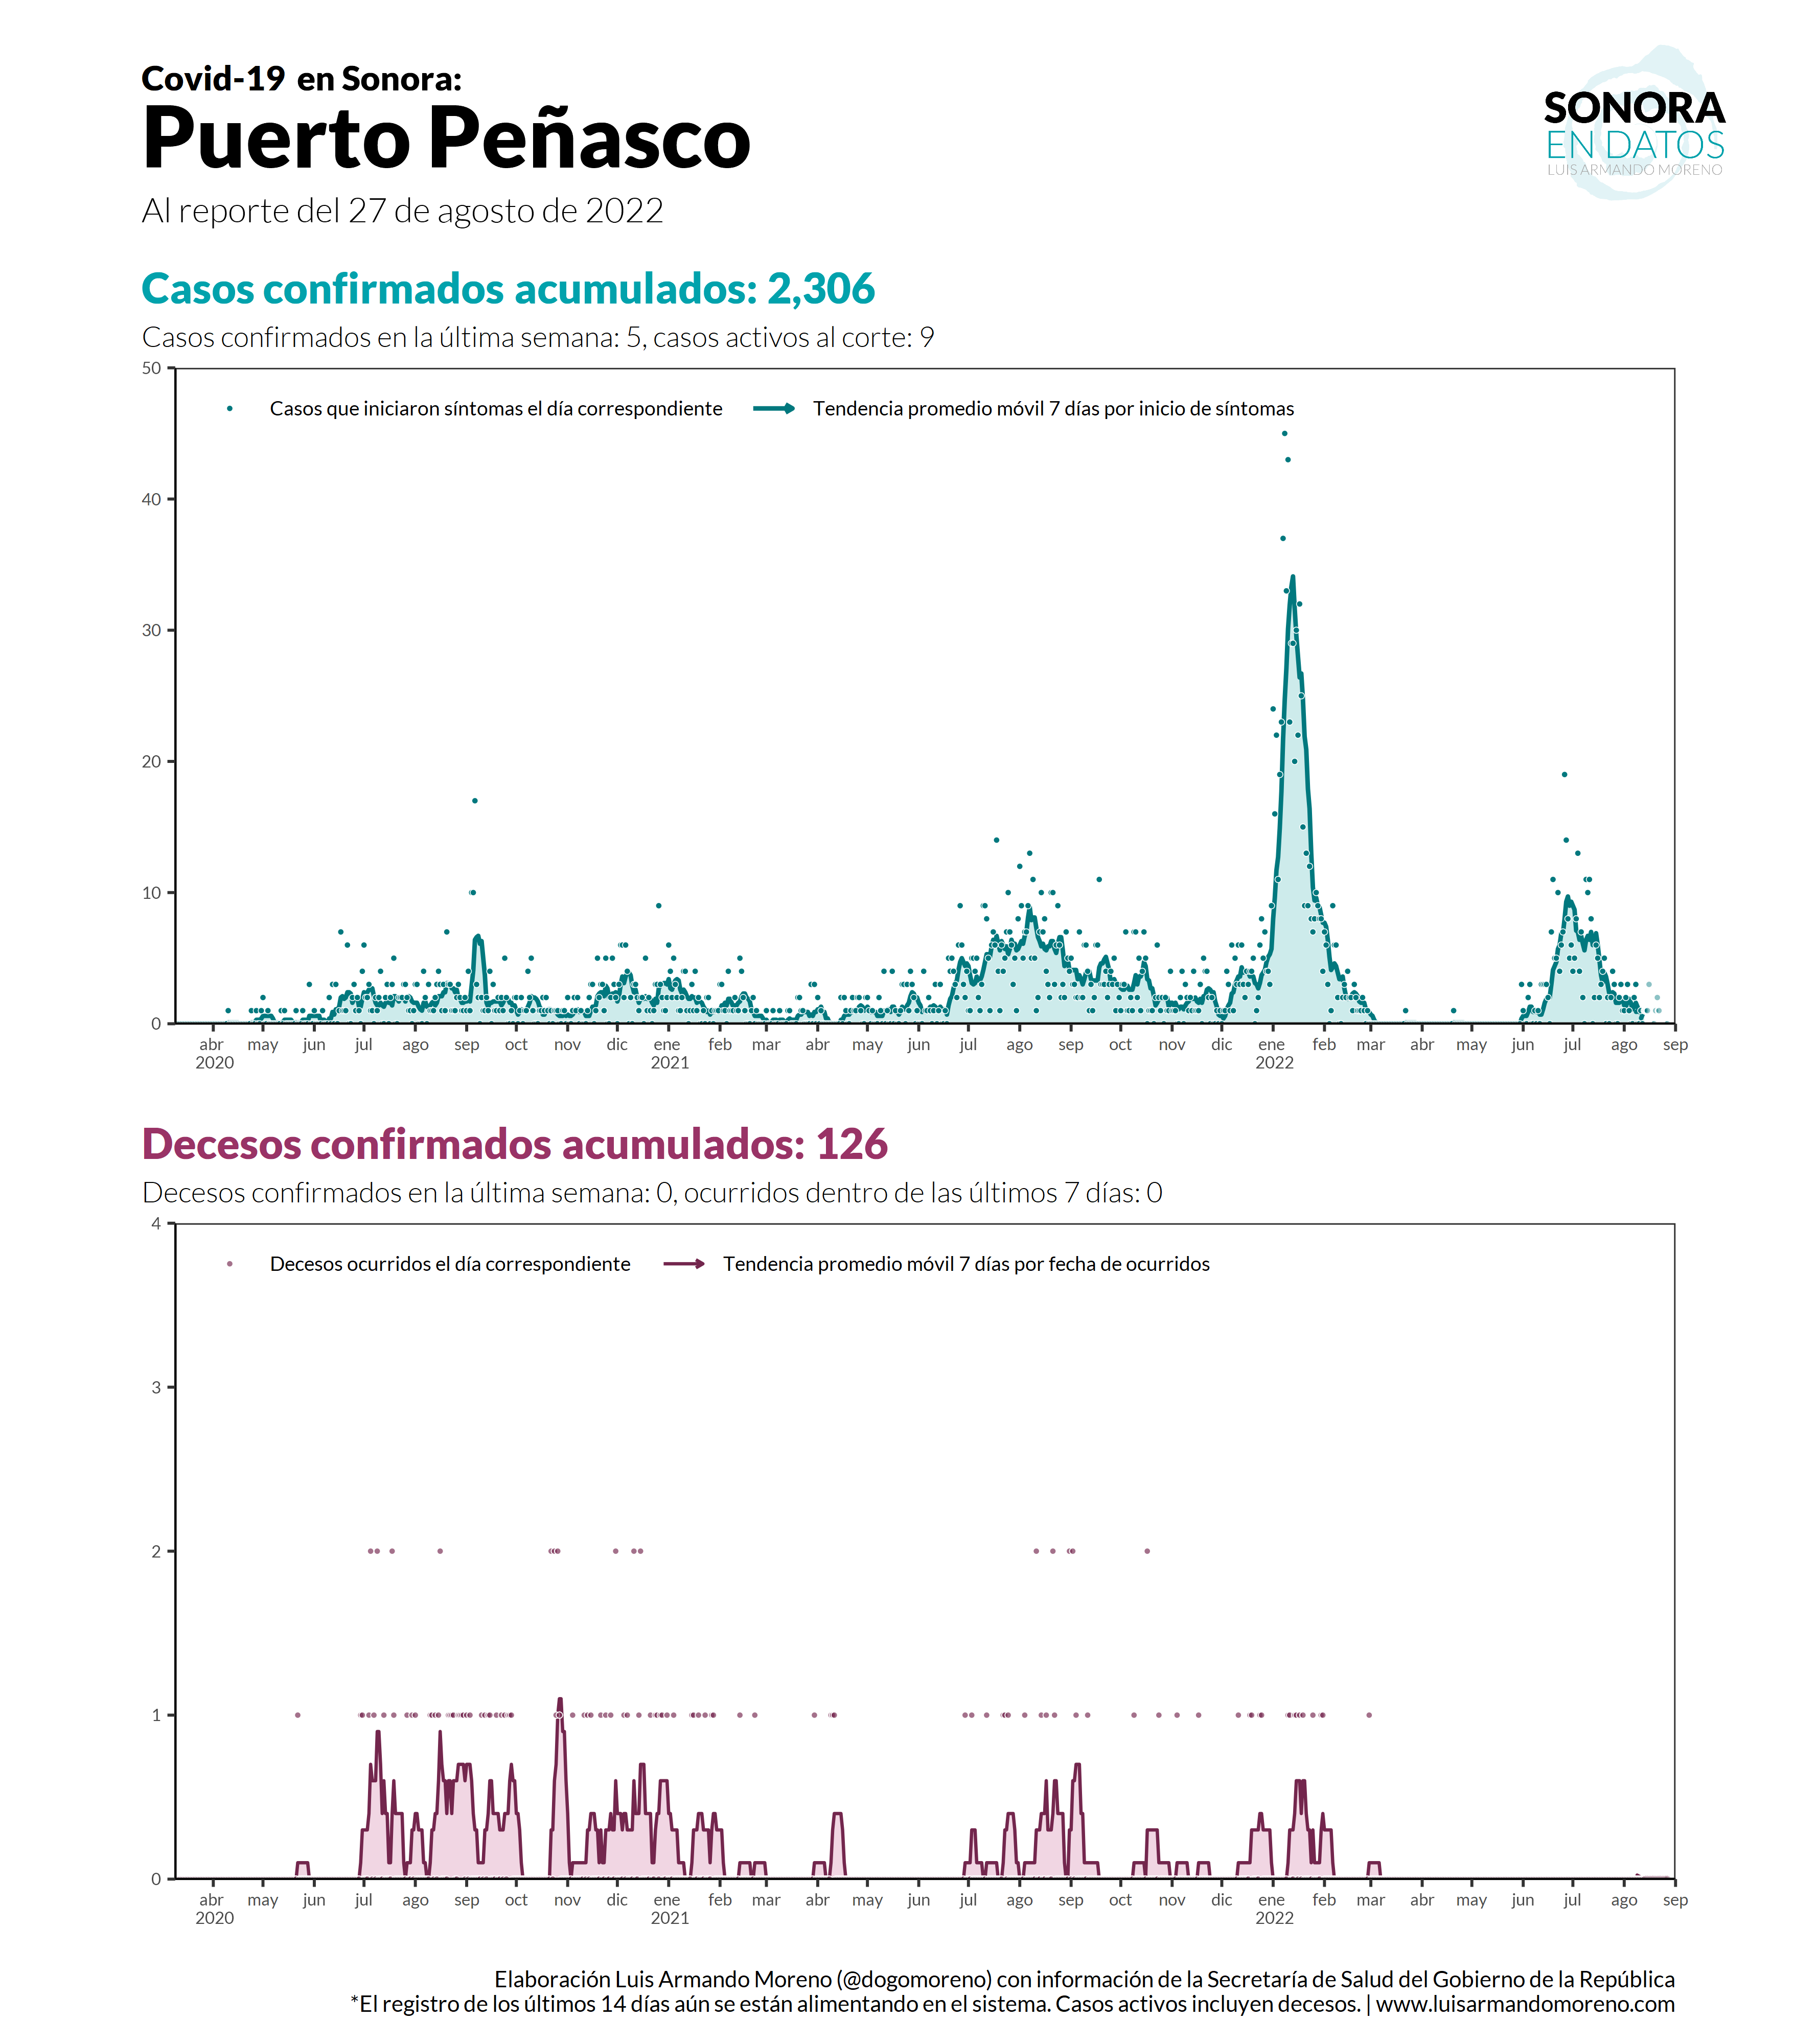 Covid-19 en Sonora:
Puerto Peñasco
Al reporte del 27 de agosto de 2022
SONORA
EN DATOS
LUIS ARMANDO MORENO
Casos confirmados acumulados: 2,306
Casos confirmados en la última semana: 5, casos activos al corte: 9
50
Casos que iniciaron síntomas el día correspondiente Tendencia promedio móvil 7 días por inicio de síntomas
40
30
20
10
0
abr may jun jul ago sep oct nov dic ene feb mar abr may jun jul ago sep oct nov dic ene feb mar abr may jun jul ago sep
2020 2021 2022
Decesos confirmados acumulados: 126
Decesos confirmados en la última semana: 0, ocurridos dentro de las últimos 7 días: 0
4
Decesos ocurridos el día correspondiente Tendencia promedio móvil 7 días por fecha de ocurridos
3
2
1
0
abr may jun jul ago sep oct nov dic ene feb mar abr may jun jul ago sep oct nov dic ene feb mar abr may jun jul ago sep
2020 2021 2022
Elaboración Luis Armando Moreno (@dogomoreno) con información de la Secretaría de Salud del Gobierno de la República
*El registro de los últimos 14 días aún se están alimentando en el sistema. Casos activos incluyen decesos. | www.luisarmandomoreno.com